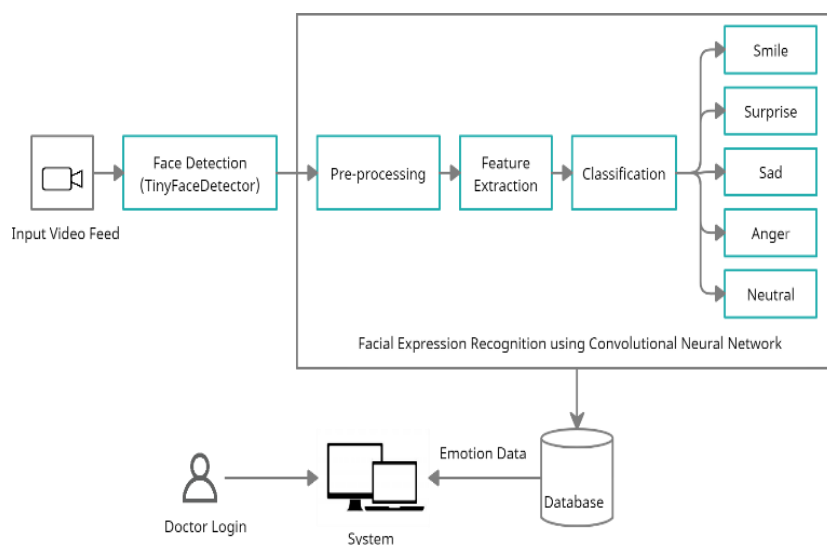 Smile
Surprise
Face Detection
(TinyFaceDetector)
Pre-processing
Feature
Extraction
Classification
Sad
Input Video Feed
Anger
Neutral
Facial Expression Recognition using Convolutional Neural Network
Emotion Data
Database
Doctor Login
System